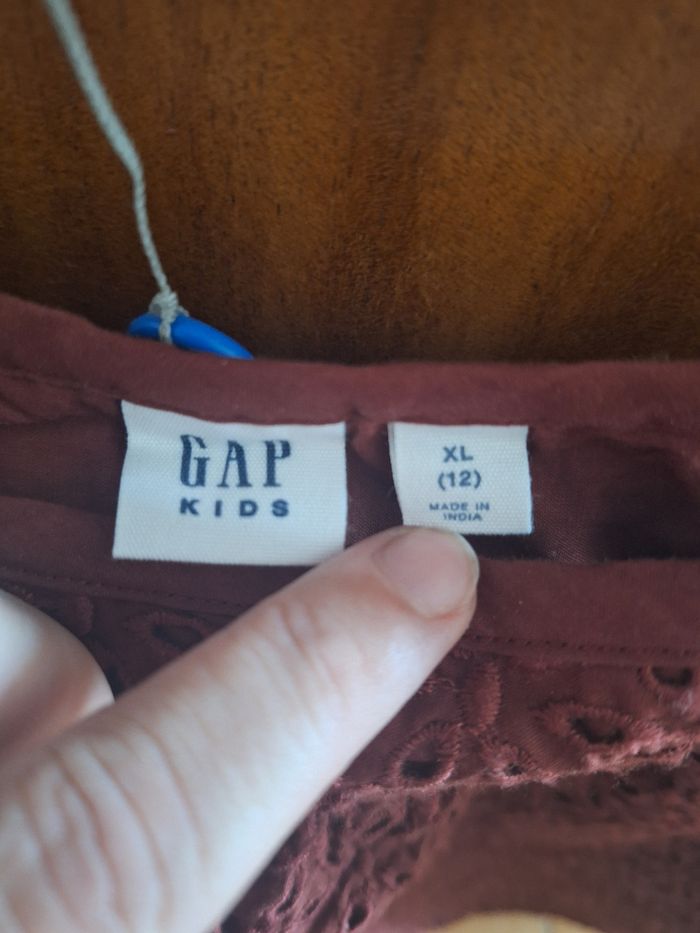 GAP
KIDS
XL
(12)
MADE IN
INDIA